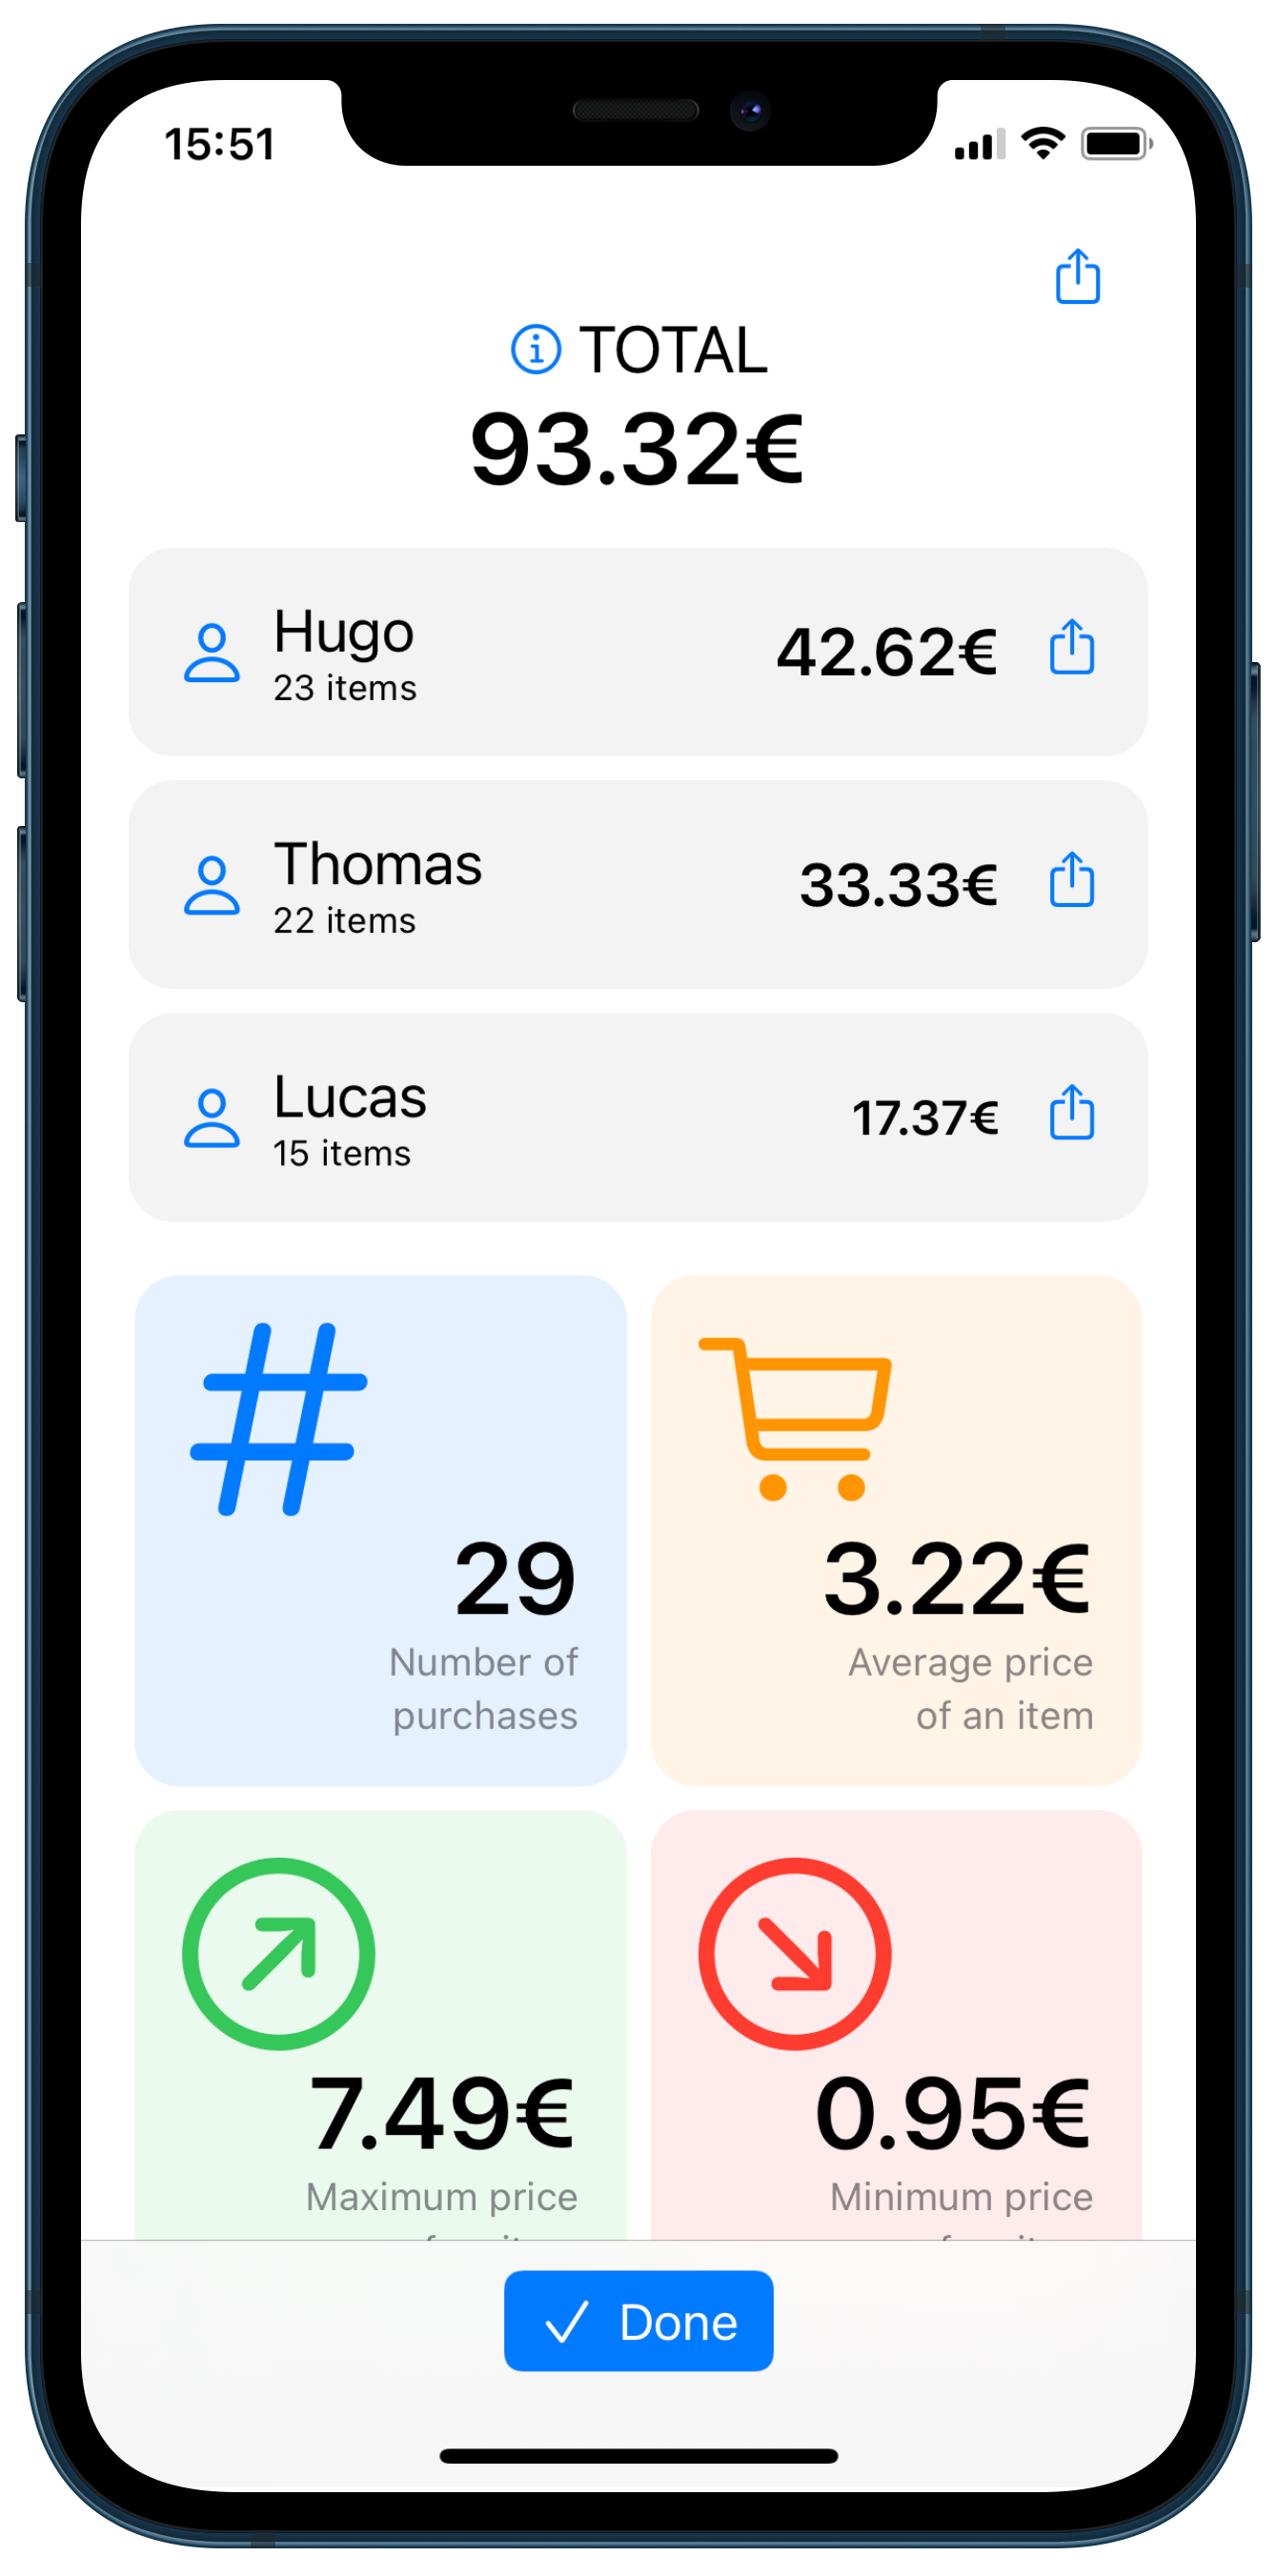 15:51
TOTAL
93.32€
Hugo
23 items
42.62€
Thomas
22 items
33.33€
Lucas
15 items
17.37€
29
Number of
purchases
3.22€
Average price
of an item
7.49€
Maximum price
0.95€
Minimum price
Done